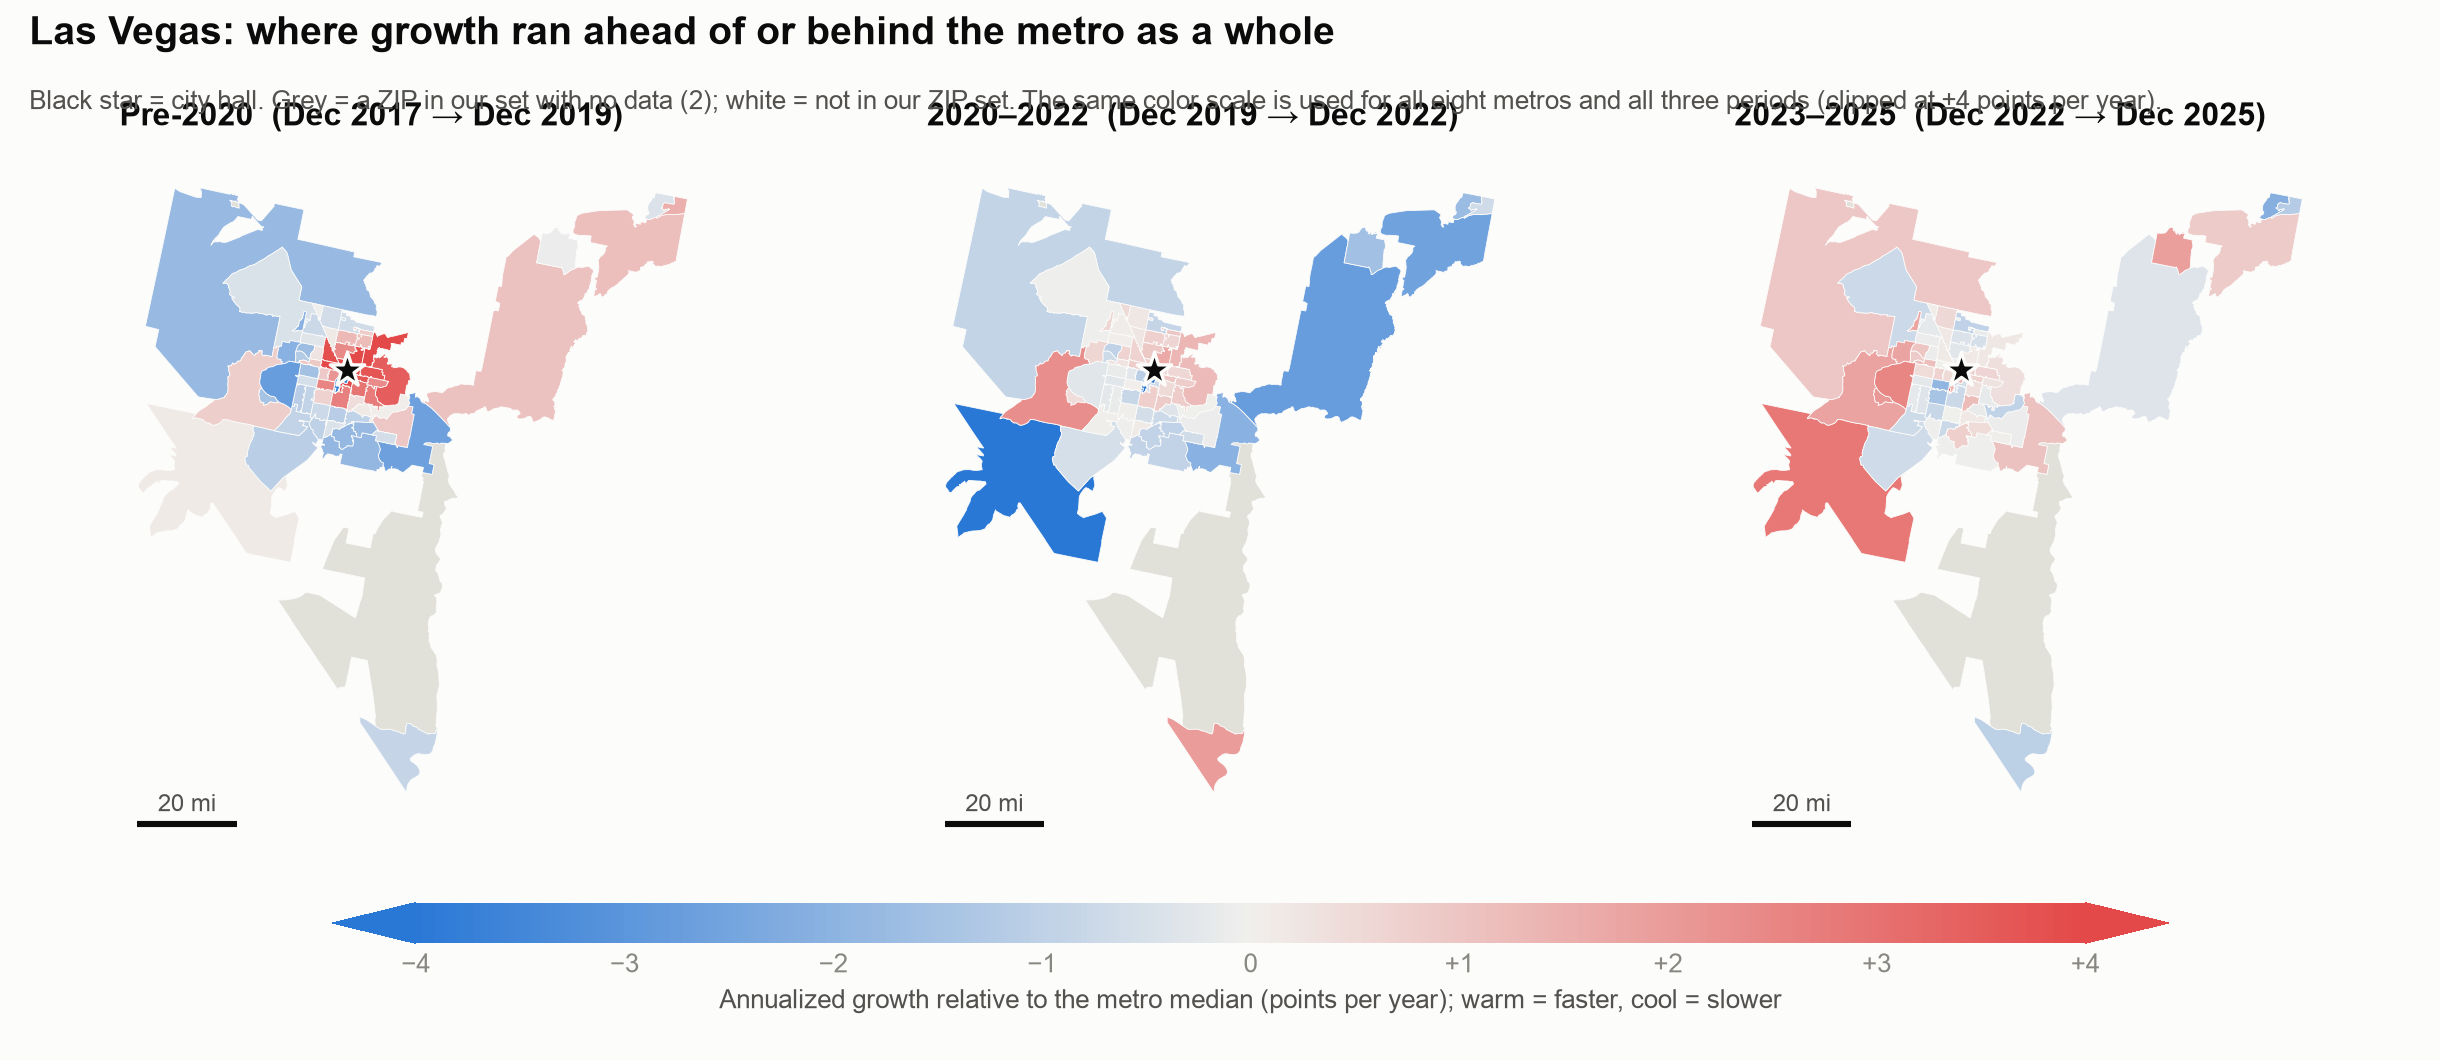 Las Vegas: where growth ran ahead of or behind the metro as a whole
Black star = city hall. Grey = a ZIP in our set with no data (2); white = not in our ZIP set. The same color scale is used for all eight metros and all three periods (clipped at ±4 points per year).
Pre-2020 (Dec 2017 → Dec 2019)
2020–2022 (Dec 2019 → Dec 2022)
2023–2025 (Dec 2022 → Dec 2025)
20 mi
20 mi
20 mi
−4 −3 −2 −1 0 +1 +2 +3 +4
Annualized growth relative to the metro median (points per year); warm = faster, cool = slower